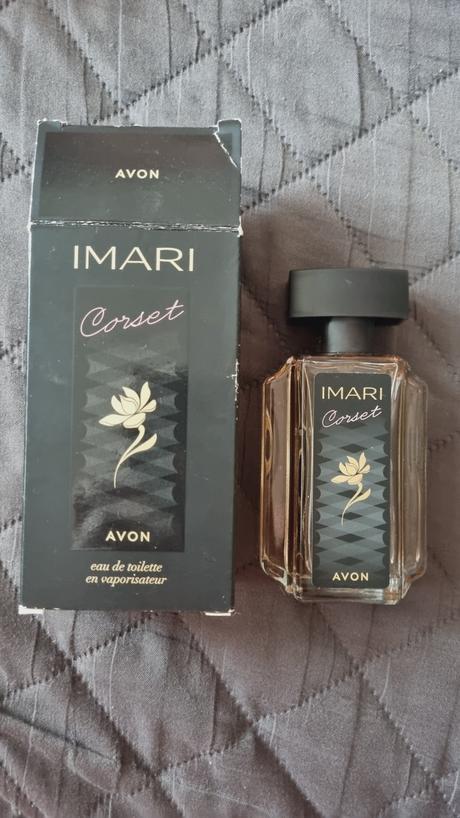 AVON
IMARI
Corset
AVON
eau de toilette
en vaporisateur
IMARI
Corset
AVON